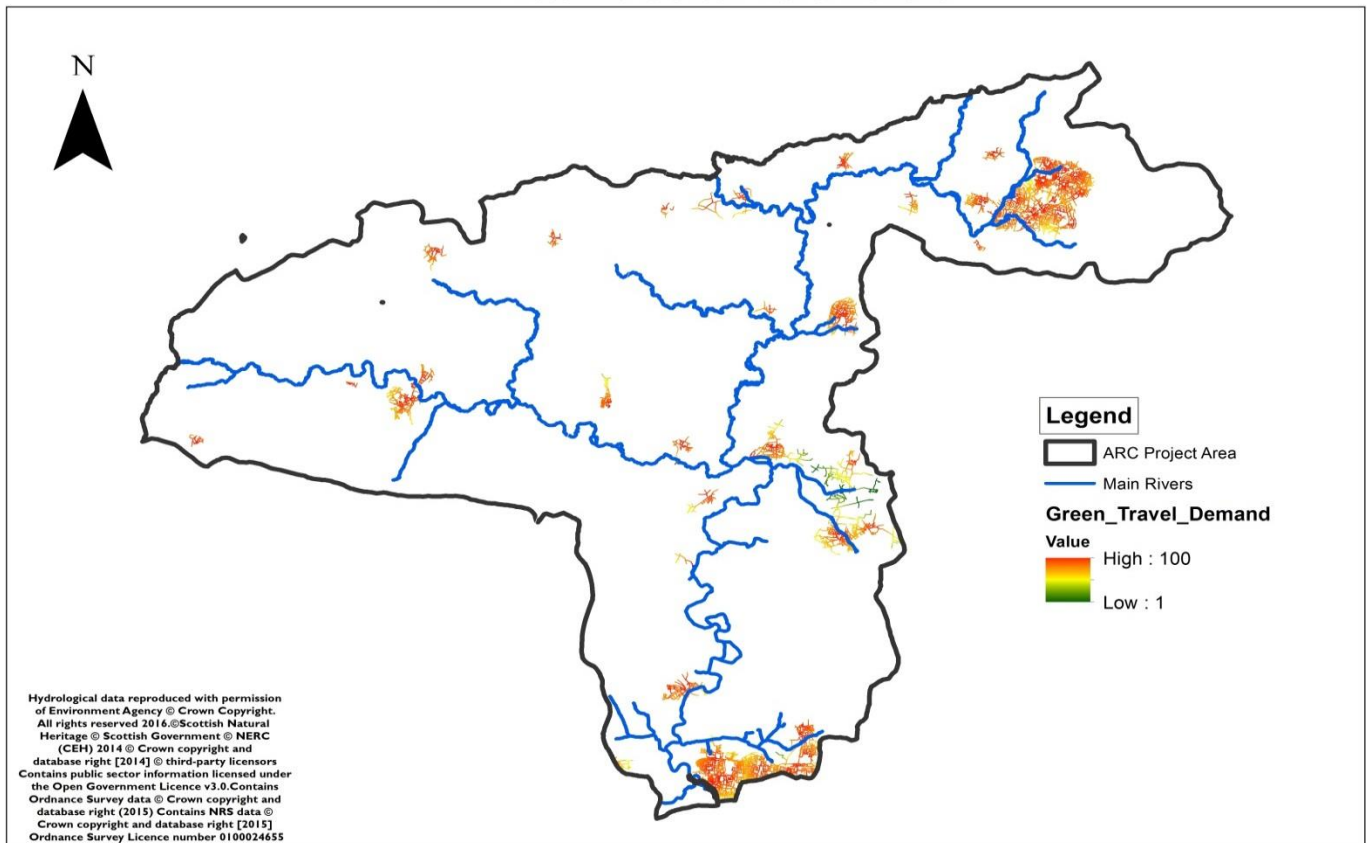 N
Legend
ARC Project Area
Main Rivers
Green_Travel_Demand
Value
High : 100
Low : 1
Hydrological data reproduced with permission
of Environment Agency © Crown Copyright.
All rights reserved 2016.©Scottish Natural
Heritage © Scottish Government © NERC
(CEH) 2014 © Crown copyright and
database right [2014] © third-party licensors
Contains public sector information licensed under
the Open Government Licence v3.0.Contains
Ordnance Survey data © Crown copyright and
database right (2015) Contains NRS data ©
Crown copyright and database right [2015]
Ordnance Survey Licence number 0100024655